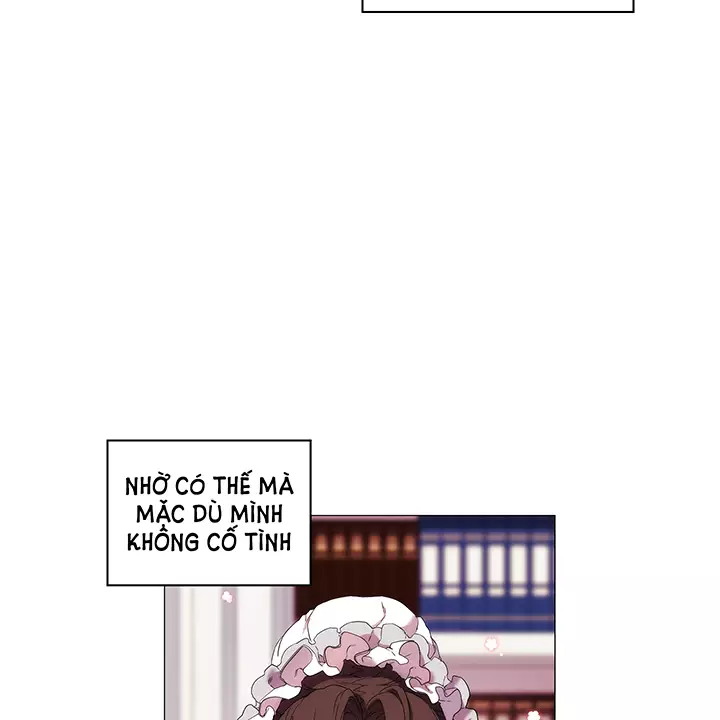 NHỜ CÓ THẾ MÀ
MẶC DÙ MÌNH
KHÔNG CỐ TÌNH